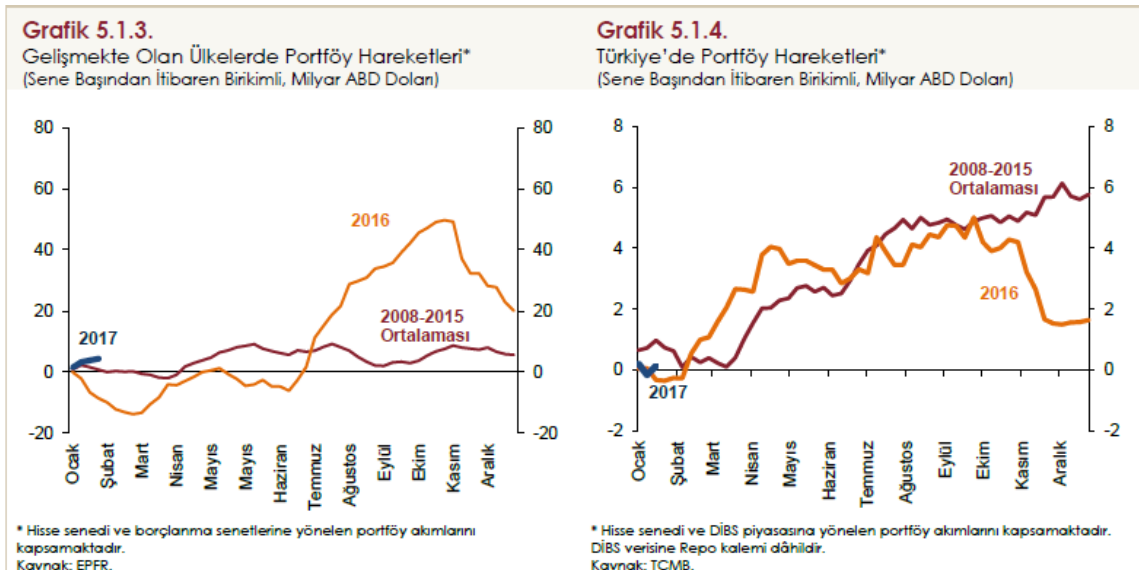 Grafik 5.1.3.
Gelişmekte Olan Ülkelerde Portföy Hareketleri*
(Sene Başından İtibaren Birikimli, Milyar ABD Doları)
80
60
40
20
0
-20
80
60
40
20
0
-20
2016
2017
2008-2015
Ortalaması
Ocak
Şubat
Mart
Nisan
Mayıs
Mayıs
Haziran
Temmuz
Ağustos
Eylül
Ekim
Kasım
Aralık
* Hisse senedi ve borçlanma senetlerine yönelen portföy akımlarını
kapsamaktadır.
Kaynak: EPFR.
Grafik 5.1.4.
Türkiye'de Portföy Hareketleri*
(Sene Başından İtibaren Birikimli, Milyar ABD Doları)
8
6
4
2
0
-2
8
6
4
2
0
-2
2008-2015
Ortalaması
2016
2017
Ocak
Şubat
Mart
Nisan
Mayıs
Haziran
Temmuz
Ağustos
Eylül
Ekim
Kasım
Aralık
* Hisse senedi ve DİBS piyasasına yönelen portföy akımlarını kapsamaktadır.
DİBS verisine Repo kalemi dâhildir.
Kaynak: TCMB.